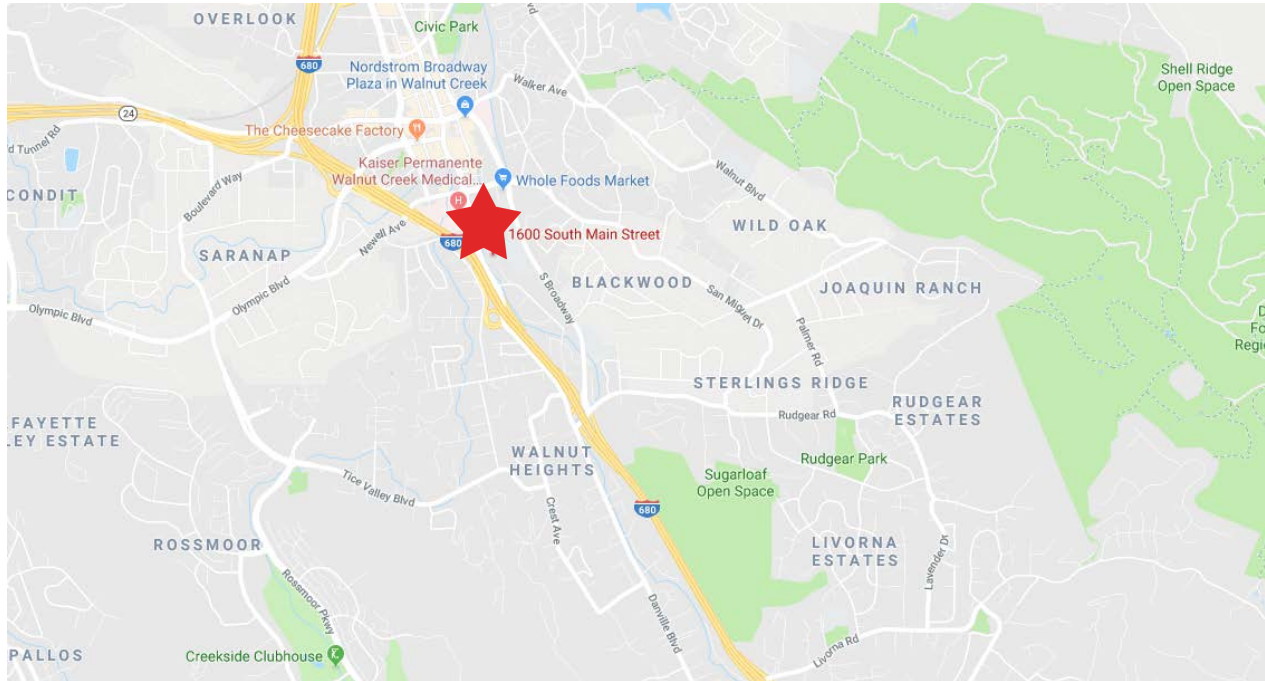 OVERLOOK
Civic Park
680
Nordstrom Broadway
Plaza in Walnut Creek
Walker Ave
Shell Ridge
Open Space
24
The Cheesecake Factory
d Tunnel Rd
Kaiser Permanente
Walnut Creek Medical...
H
Whole Foods Market
Walnut Blvd
CONDIT
Boulevard Way
Newell Ave
WILD OAK
680
1600 South Main Street
SARANAP
S Broadway
BLACKWOOD
San Miguel Dr
JOAQUIN RANCH
Olympic Blvd
Olympic Blvd
Palmer Rd
D
Fo
Regi
STERLINGS RIDGE
RUDGEAR
ESTATES
Rudgear Rd
FAYETTE
LEY ESTATE
WALNUT
HEIGHTS
Rudgear Park
Sugarloaf
Open Space
Tice Valley Blvd
Crest Ave
680
ROSSMOOR
LIVORNA
ESTATES
Lavender Dr
Rossmoor Pkwy
Danville Blvd
Livorna Rd
PALLOS
Creekside Clubhouse